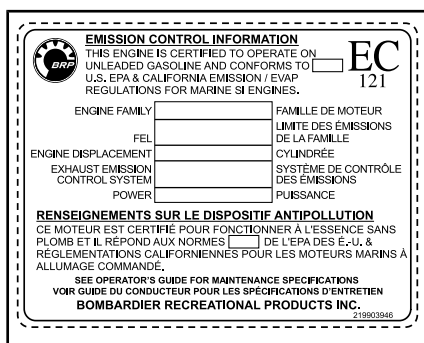 EMISSION CONTROL INFORMATION
THIS ENGINE IS CERTIFIED TO OPERATE ON
UNLEADED GASOLINE AND CONFORMS TO
U.S. EPA & CALIFORNIA EMISSION / EVAP
REGULATIONS FOR MARINE SI ENGINES.
BRP
EC
121
ENGINE FAMILY FAMILLE DE MOTEUR
LIMITE DES ÉMISSIONS
FEL DE LA FAMILLE
ENGINE DISPLACEMENT CYLINDRÉE
EXHAUST EMISSION SYSTÈME DE CONTRÔLE
CONTROL SYSTEM DES ÉMISSIONS
POWER PUISSANCE
RENSEIGNEMENTS SUR LE DISPOSITIF ANTIPOLLUTION
CE MOTEUR EST CERTIFIÉ POUR FONCTIONNER À L'ESSENCE SANS
PLOMB ET IL RÉPOND AUX NORMES DE L'EPA DES É.-U. &
RÉGLEMENTATIONS CALIFORNIENNES POUR LES MOTEURS MARINS À
ALLUMAGE COMMANDÉ.
SEE OPERATOR'S GUIDE FOR MAINTENANCE SPECIFICATIONS
VOIR GUIDE DU CONDUCTEUR POUR LES SPÉCIFICATIONS D'ENTRETIEN
BOMBARDIER RECREATIONAL PRODUCTS INC.
219903946